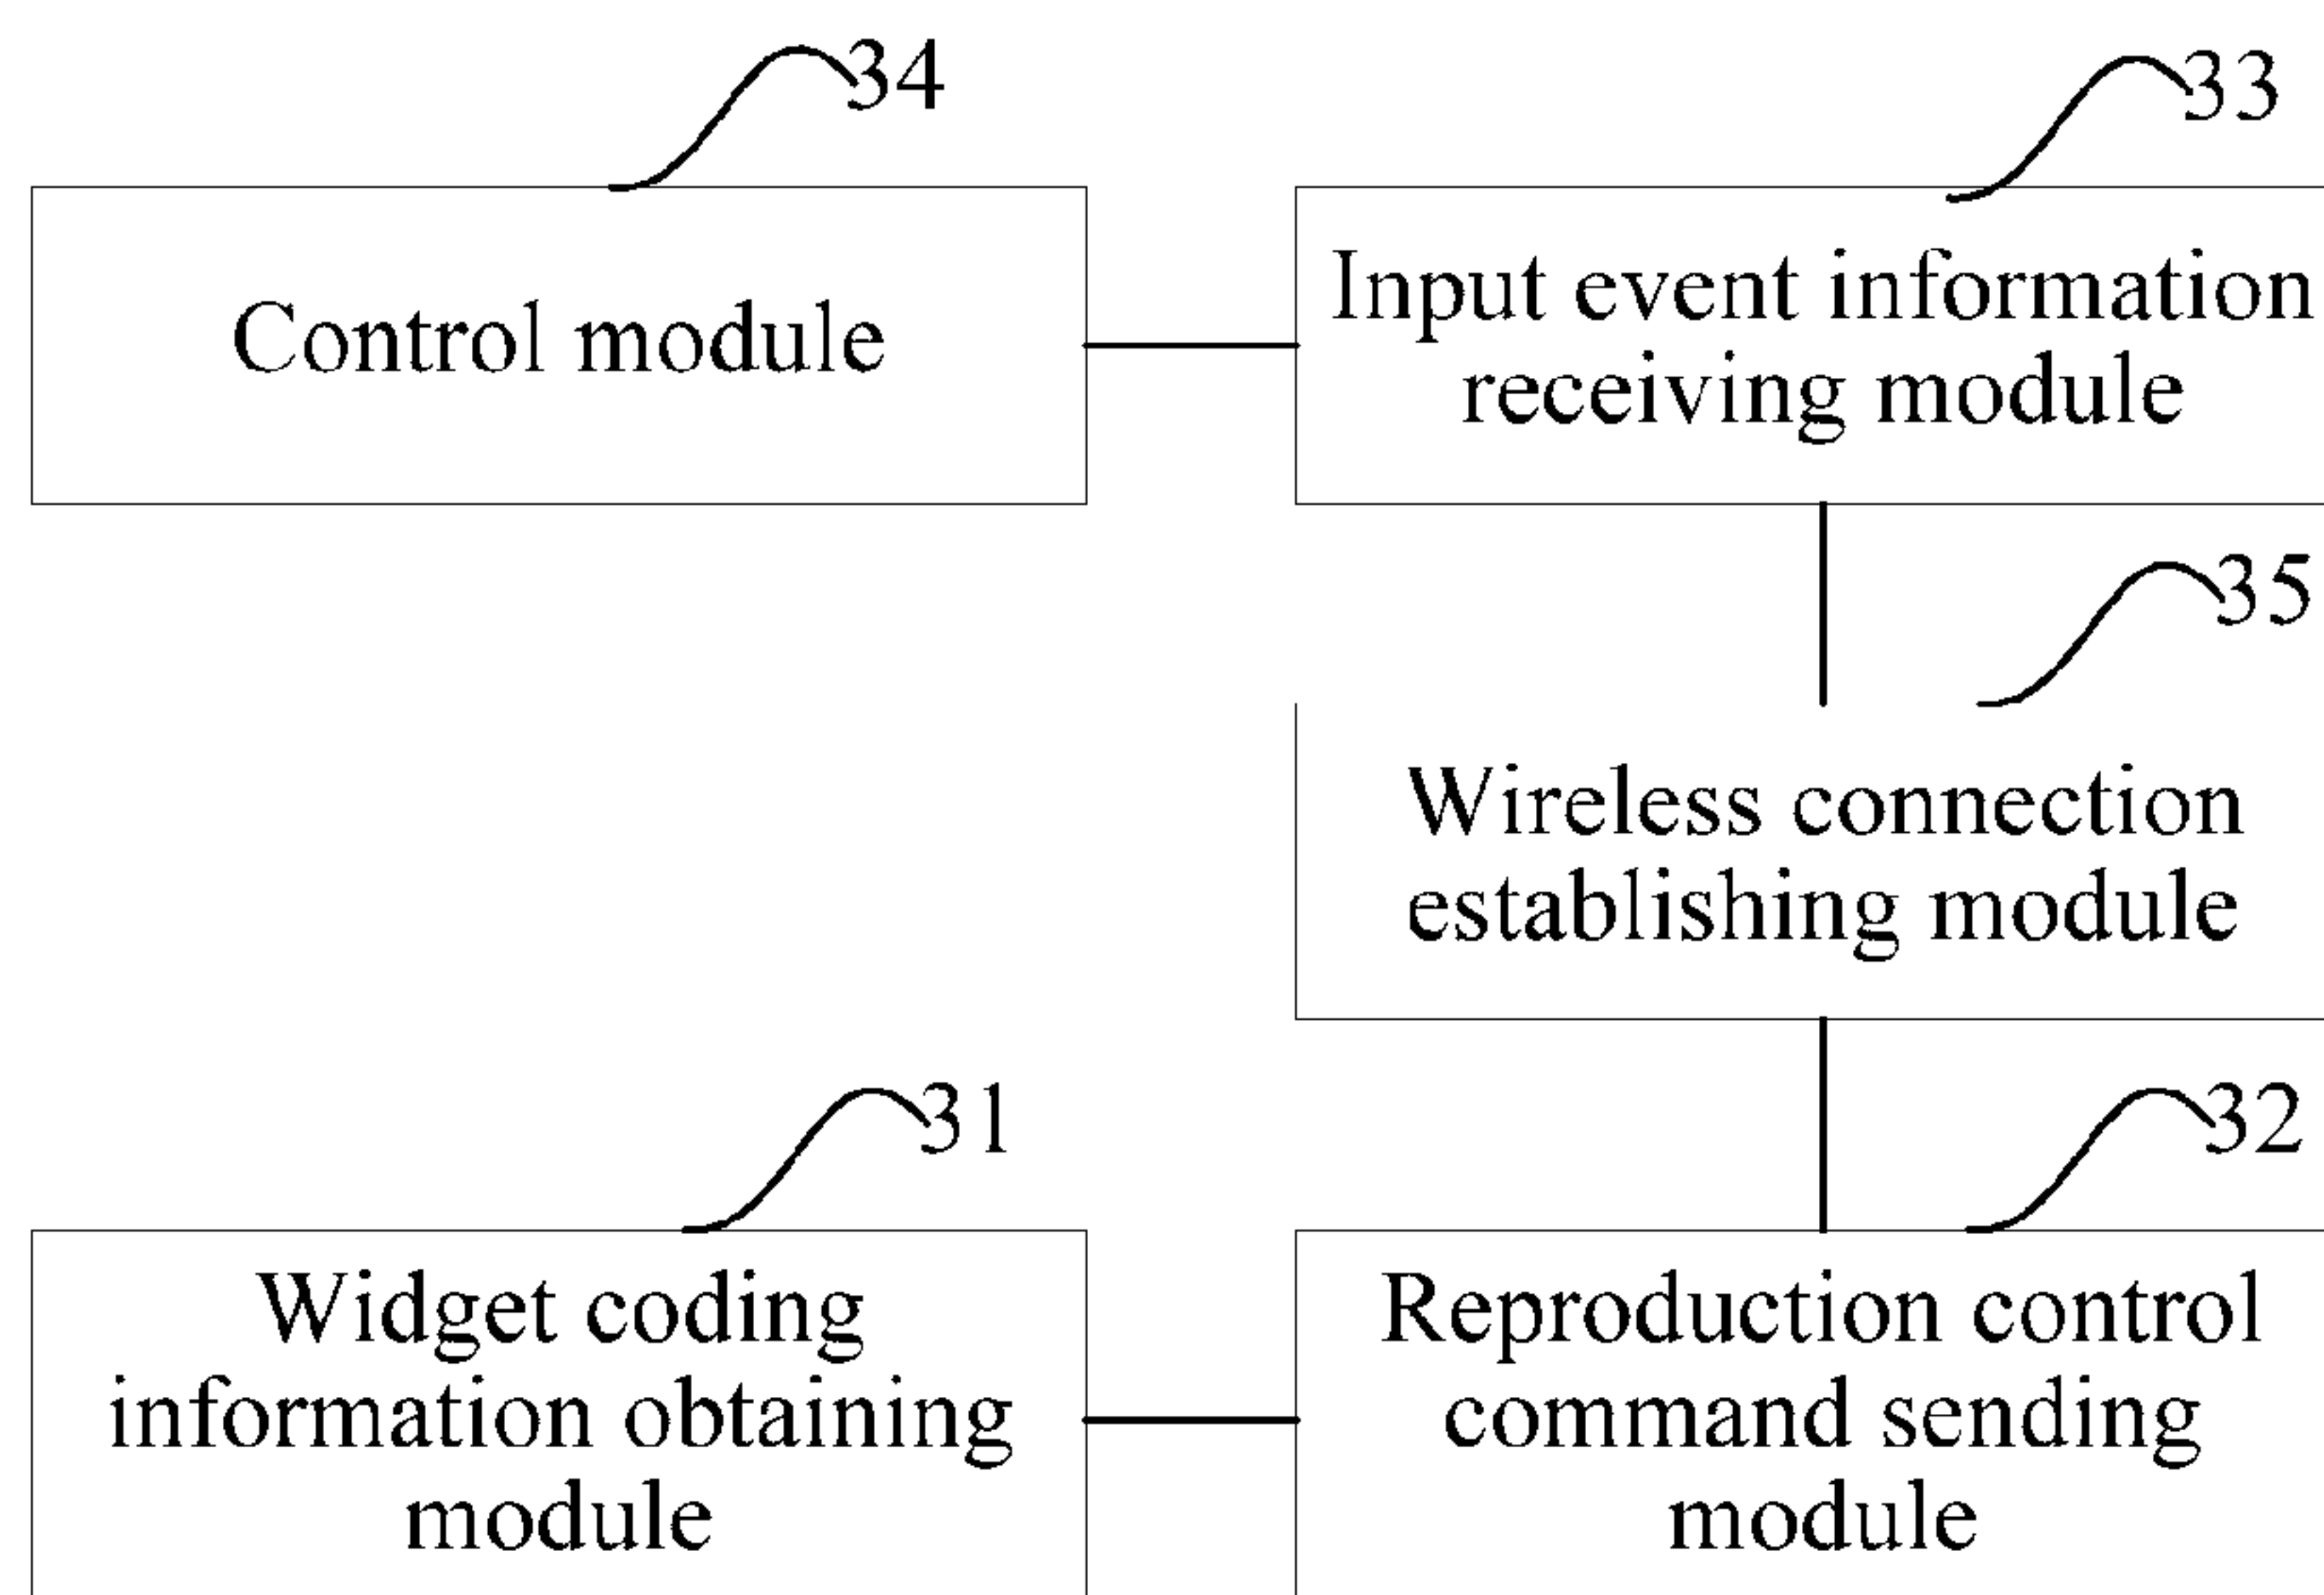 34
33
Control module
Input event information
receiving module
35
Wireless connection
establishing module
31
32
Widget coding
information obtaining
module
Reproduction control
command sending
module